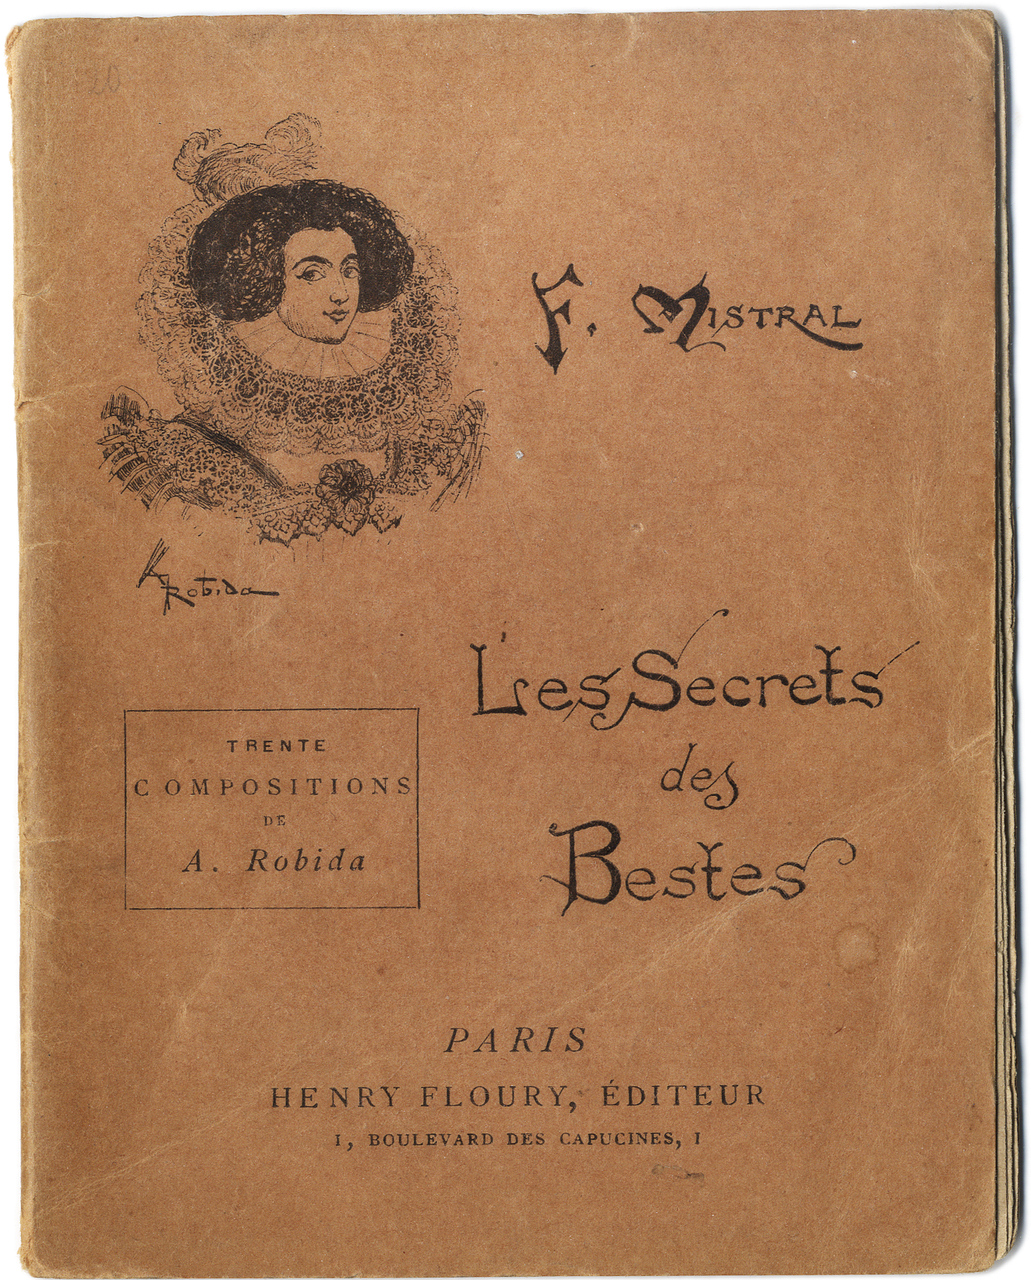 F. MISTRAL
A. Robida
Les Secrets
des
Bestes
TRENTE
COMPOSITIONS
DE
A. Robida
PARIS
HENRY FLOURY, ÉDITEUR
1, BOULEVARD DES CAPUCINES, 1